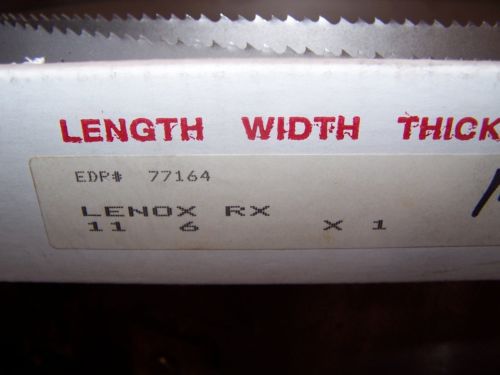 LENGTH WIDTH THICK
EDP# 77164
LENOX RX
11 6 X 1